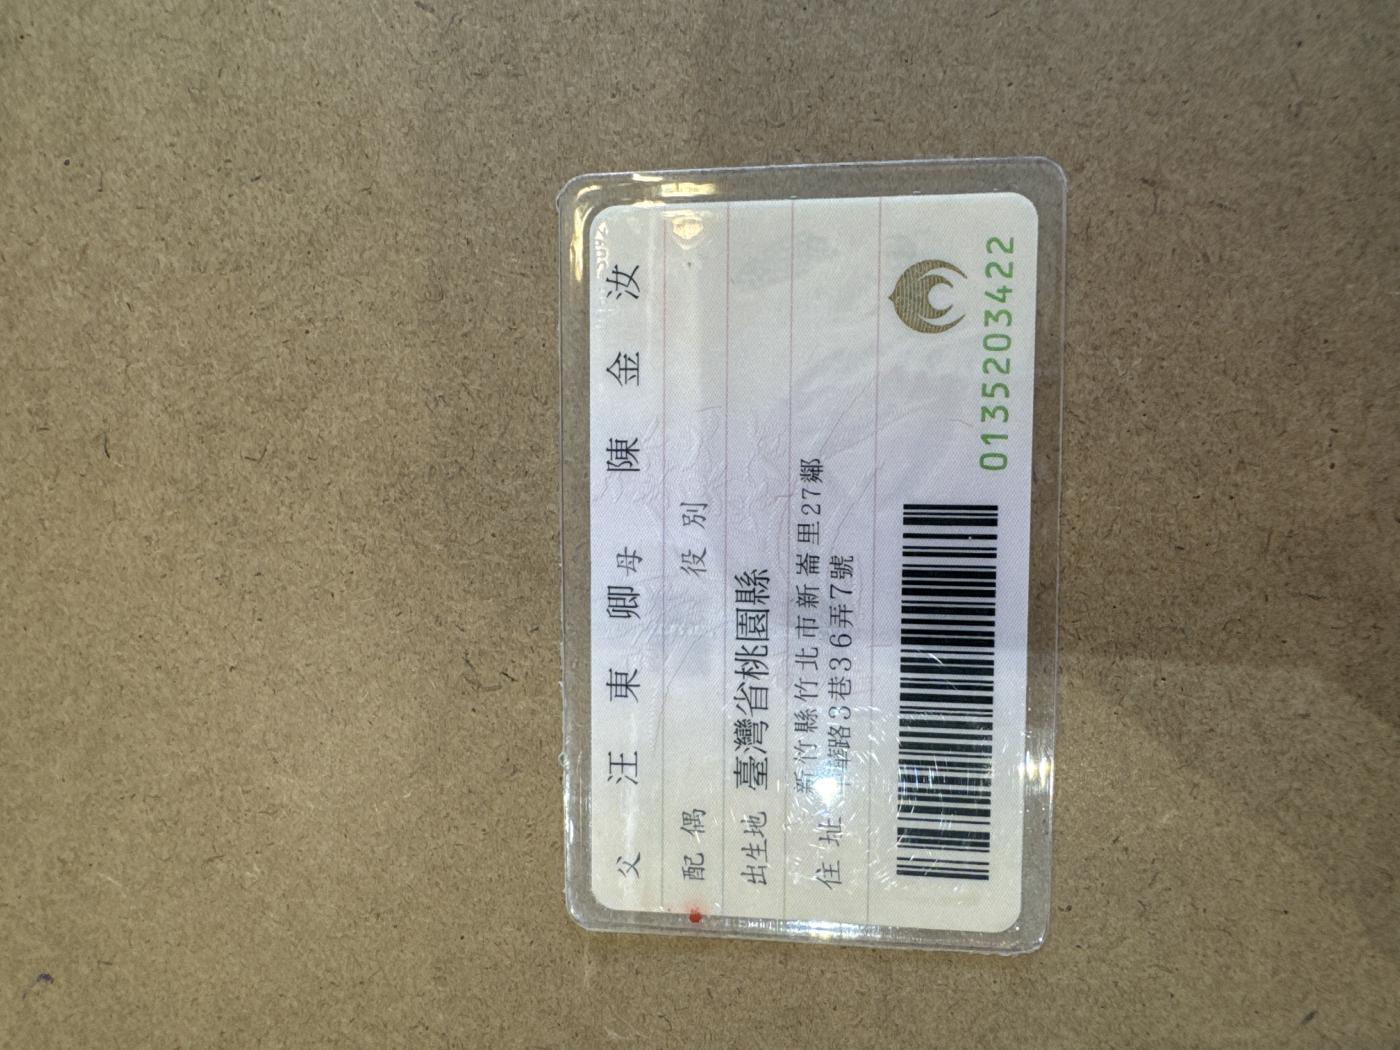 父 汪東卿 母 陳金汝
配偶 役別
出生地 臺灣省桃園縣
住址 新竹縣竹北市新崙里27鄰
華路3巷36弄7號
0135203422